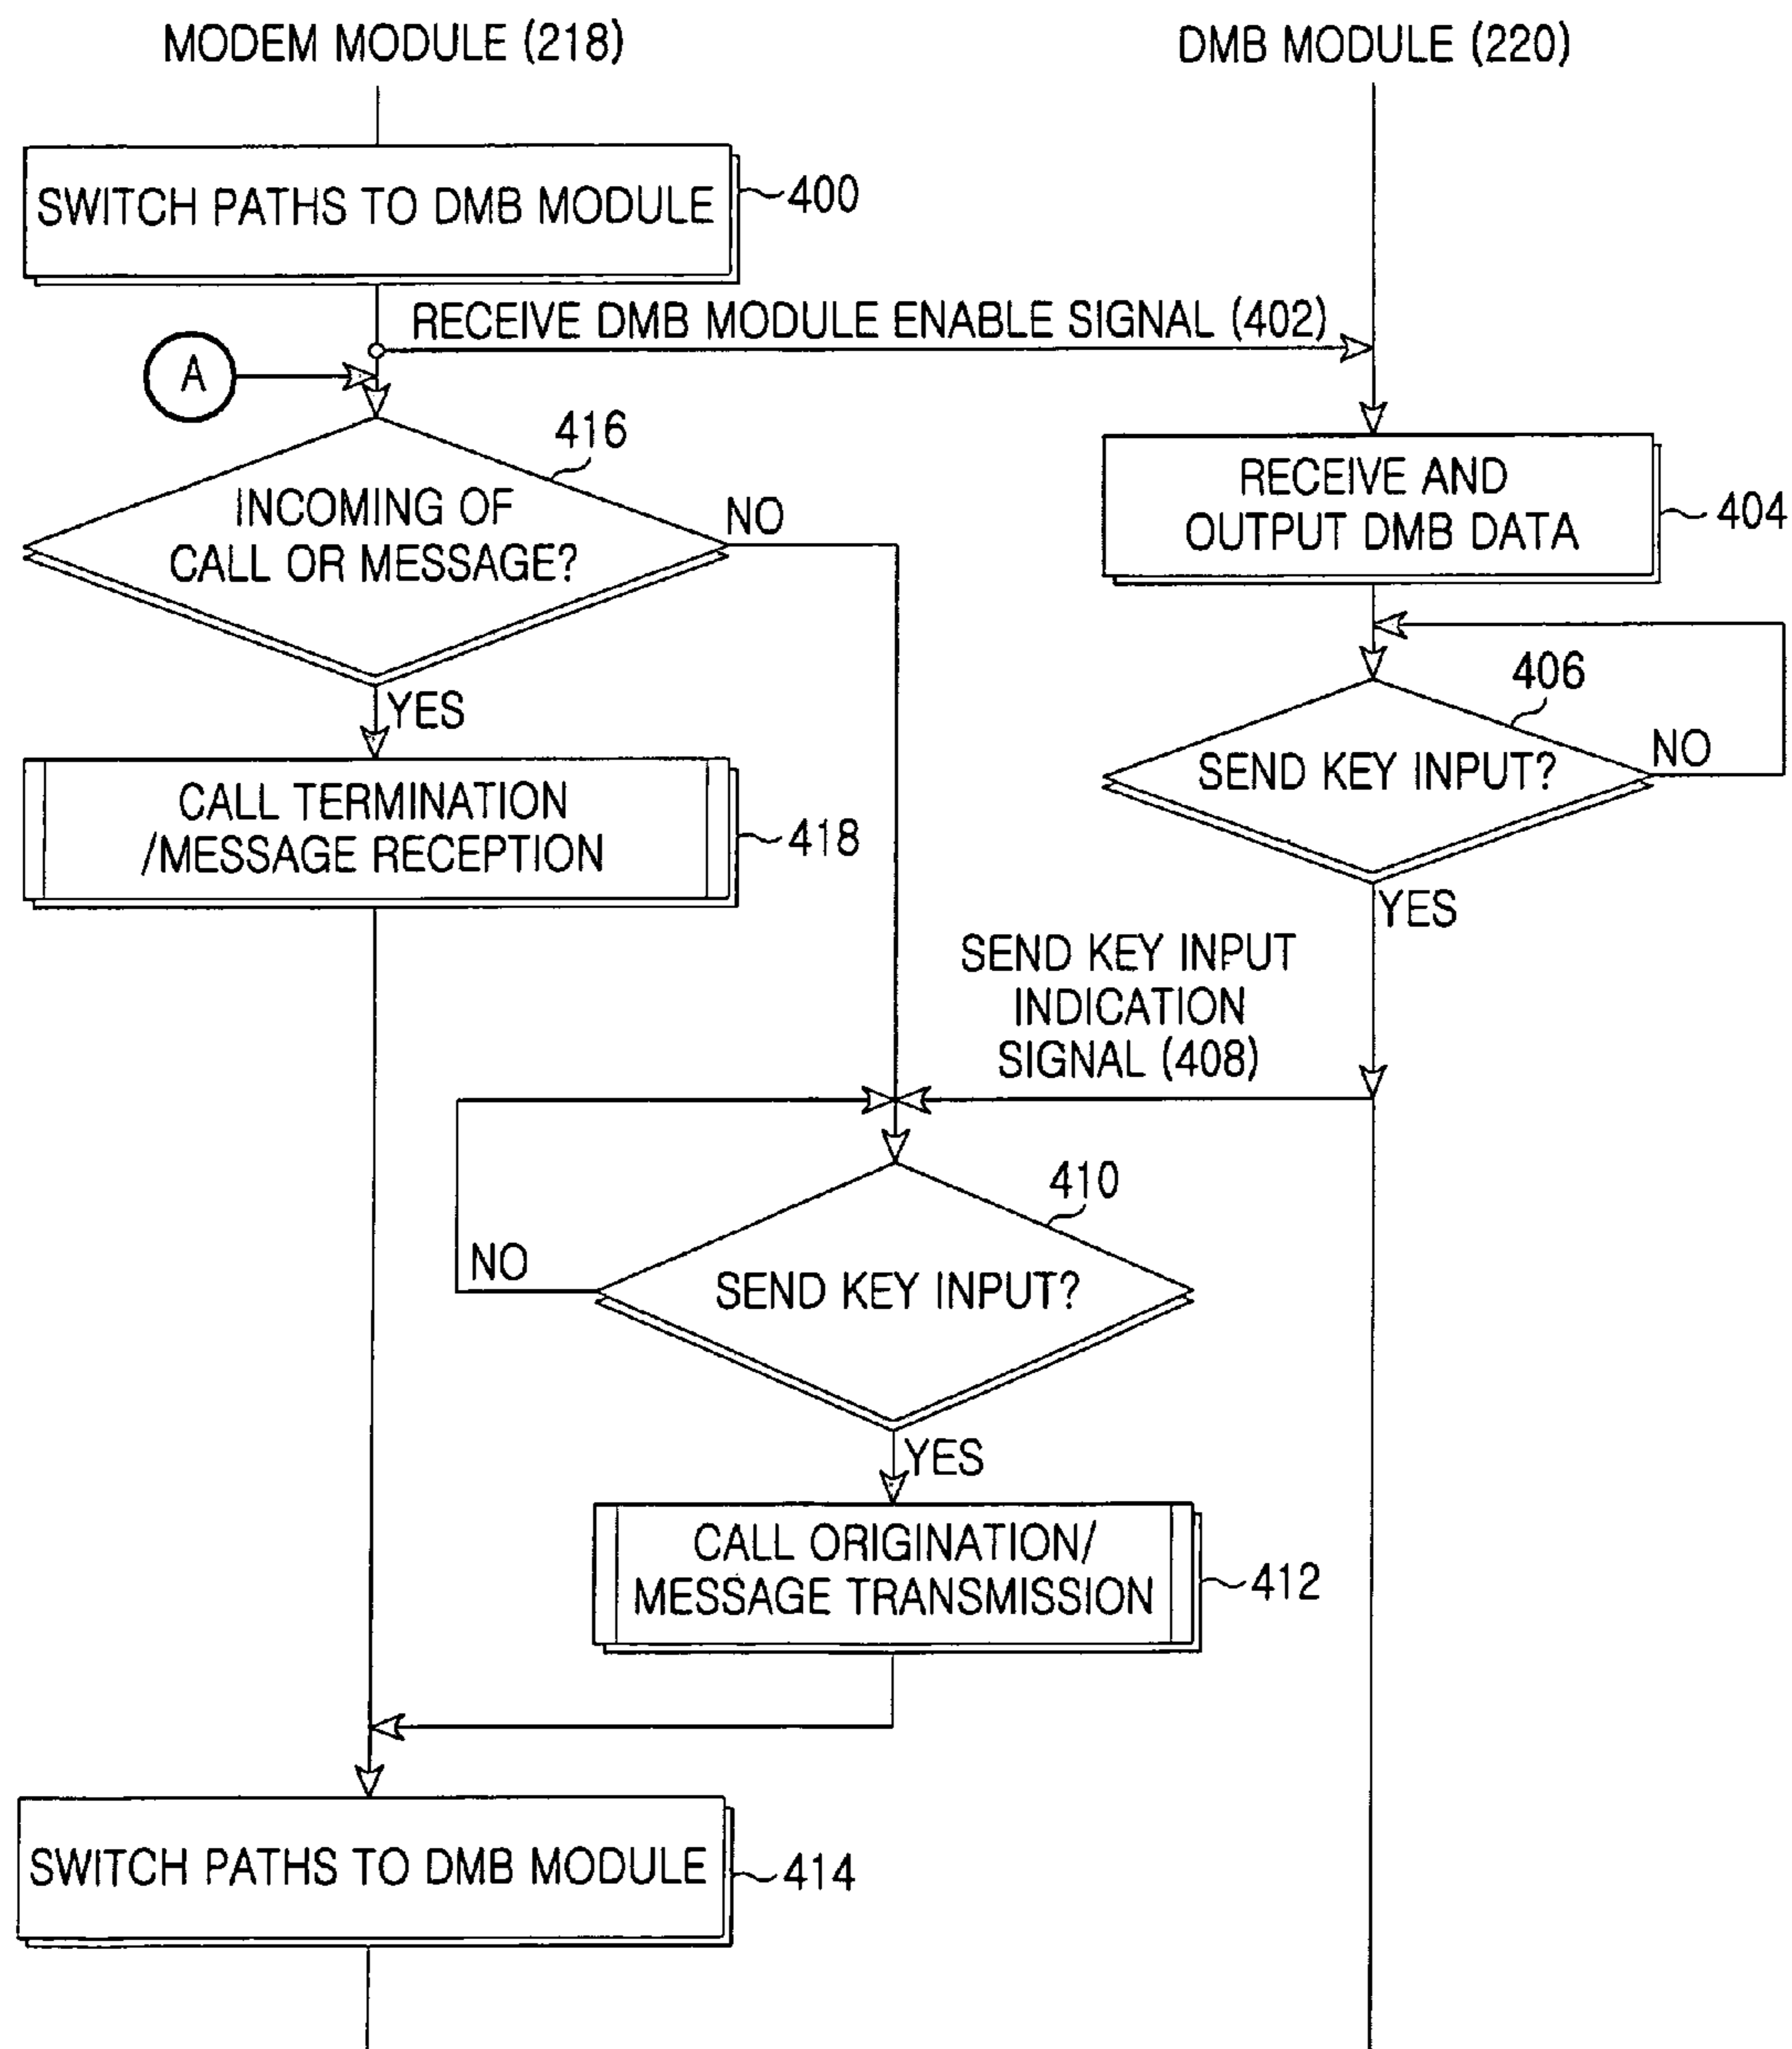 MODEM MODULE (218)
DMB MODULE (220)
SWITCH PATHS TO DMB MODULE
400
RECEIVE DMB MODULE ENABLE SIGNAL (402)
A
416
INCOMING OF
CALL OR MESSAGE?
NO
YES
RECEIVE AND
OUTPUT DMB DATA
404
406
SEND KEY INPUT?
NO
YES
CALL TERMINATION
/MESSAGE RECEPTION
418
SEND KEY INPUT
INDICATION
SIGNAL (408)
410
SEND KEY INPUT?
NO
YES
CALL ORIGINATION/
MESSAGE TRANSMISSION
412
SWITCH PATHS TO DMB MODULE
414